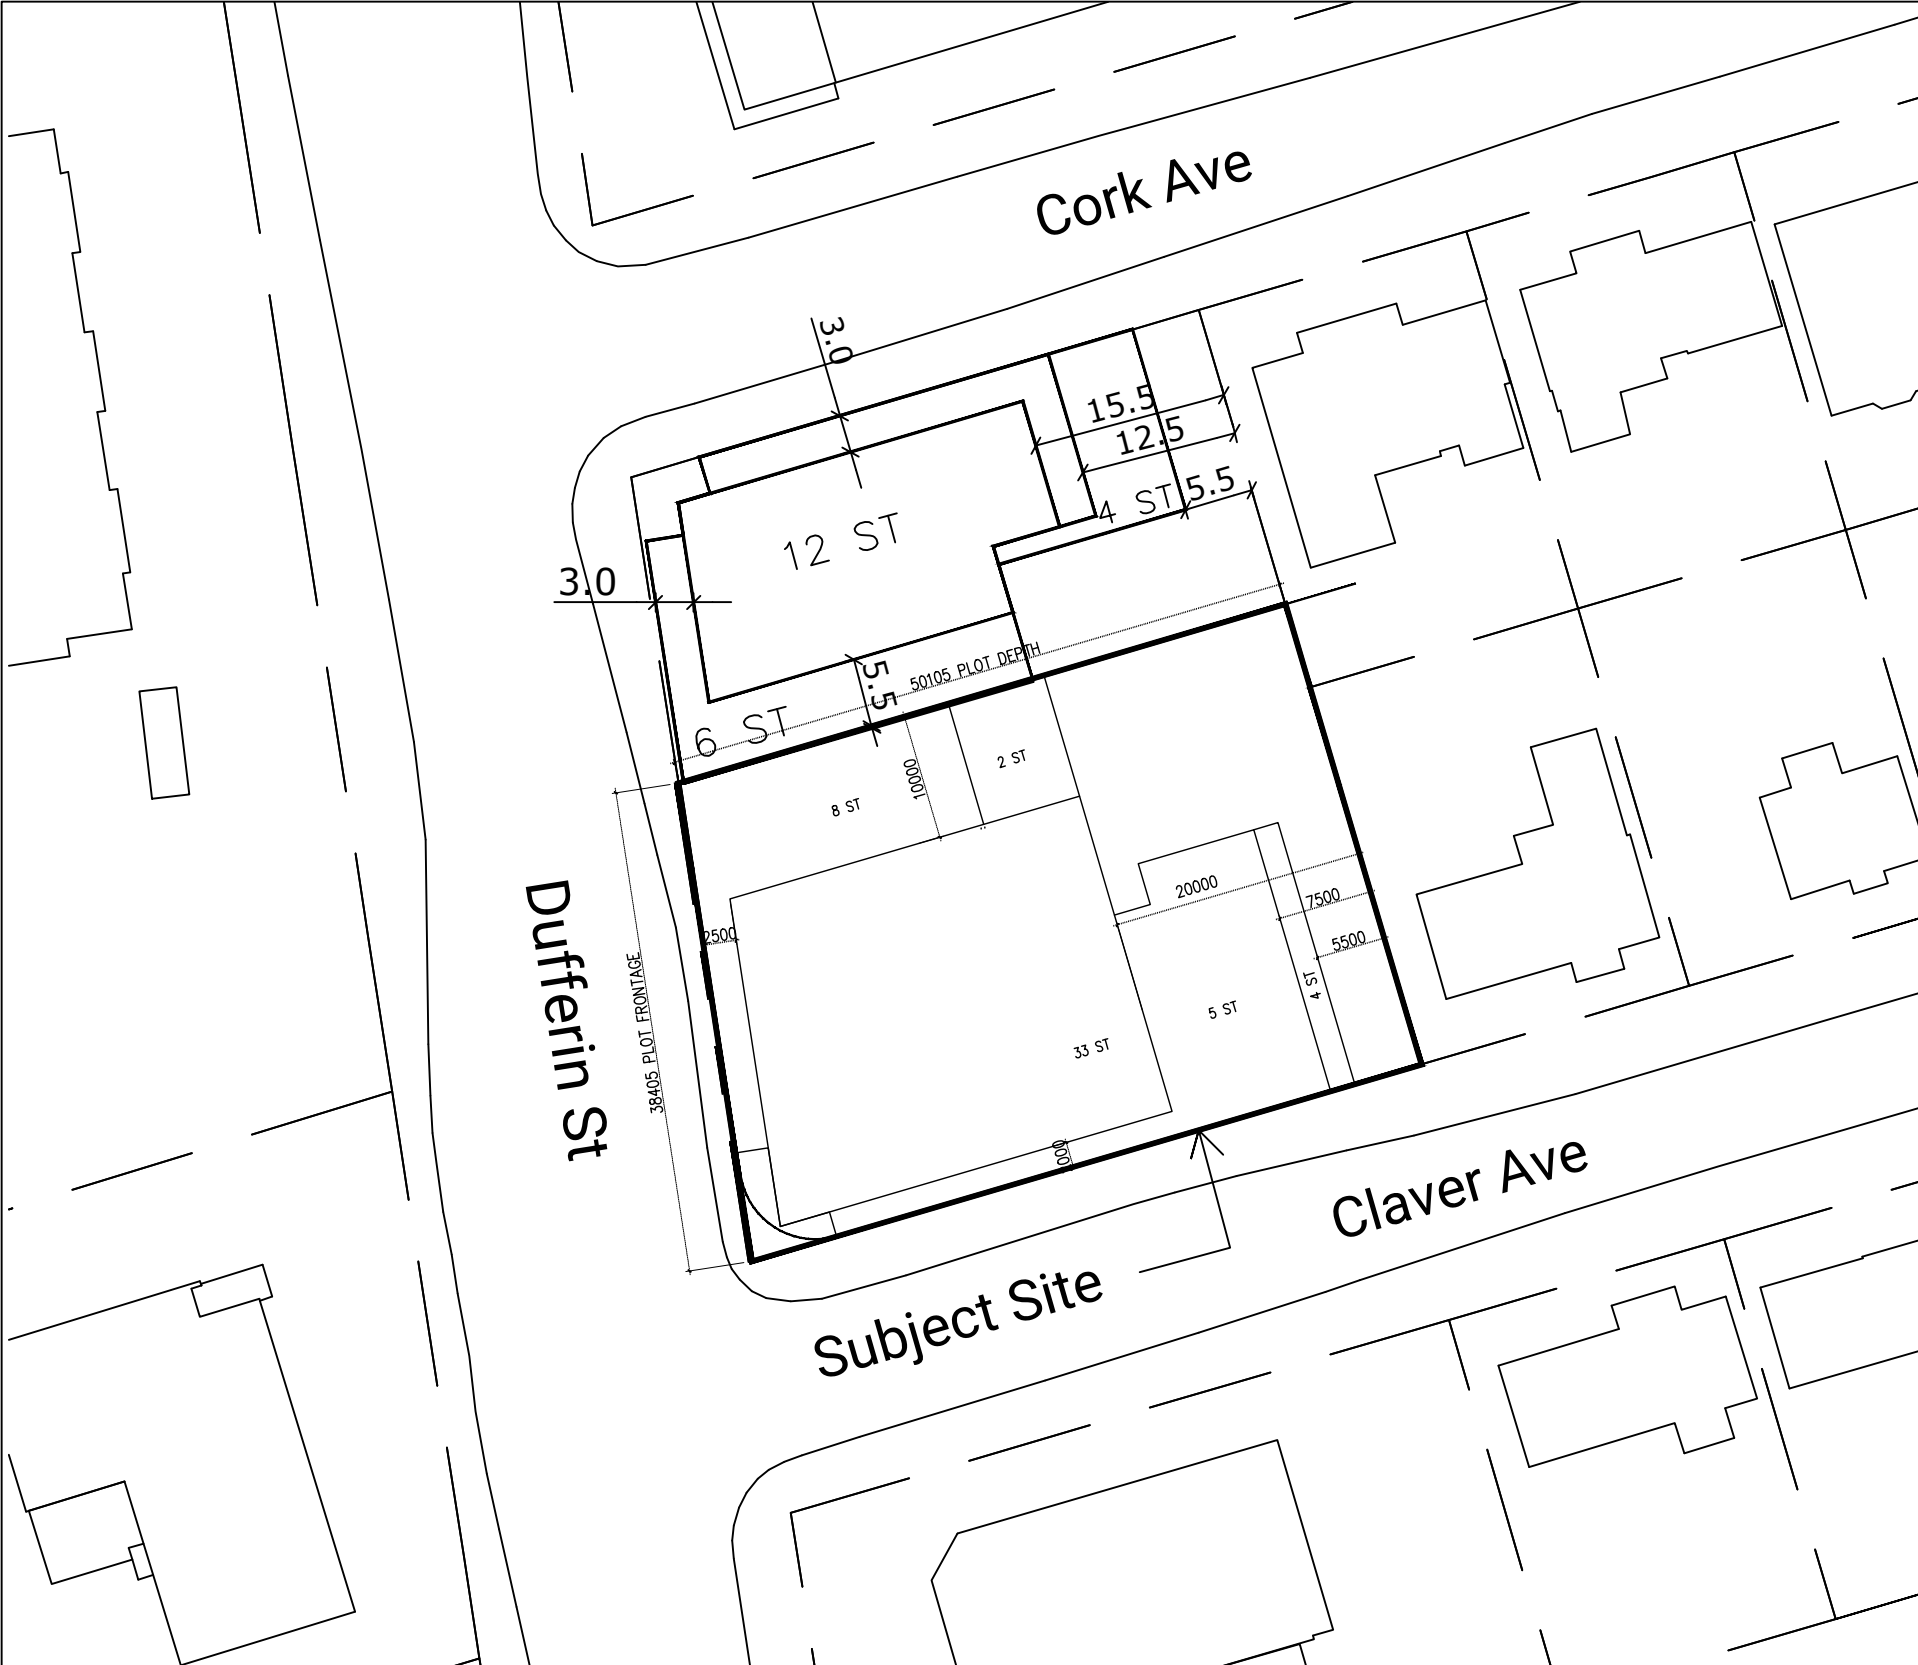 Cork Ave
3.0
15.5
12.5
5.5
4 ST
12 ST
3.0
5.5
50105 PLOT DEPTH
6 ST
2 ST
10000
8 ST
20000
7500
2500
5500
4 ST
Dufferin St
38405 PLOT FRONTAGE
5 ST
33 ST
Claver Ave
Subject Site